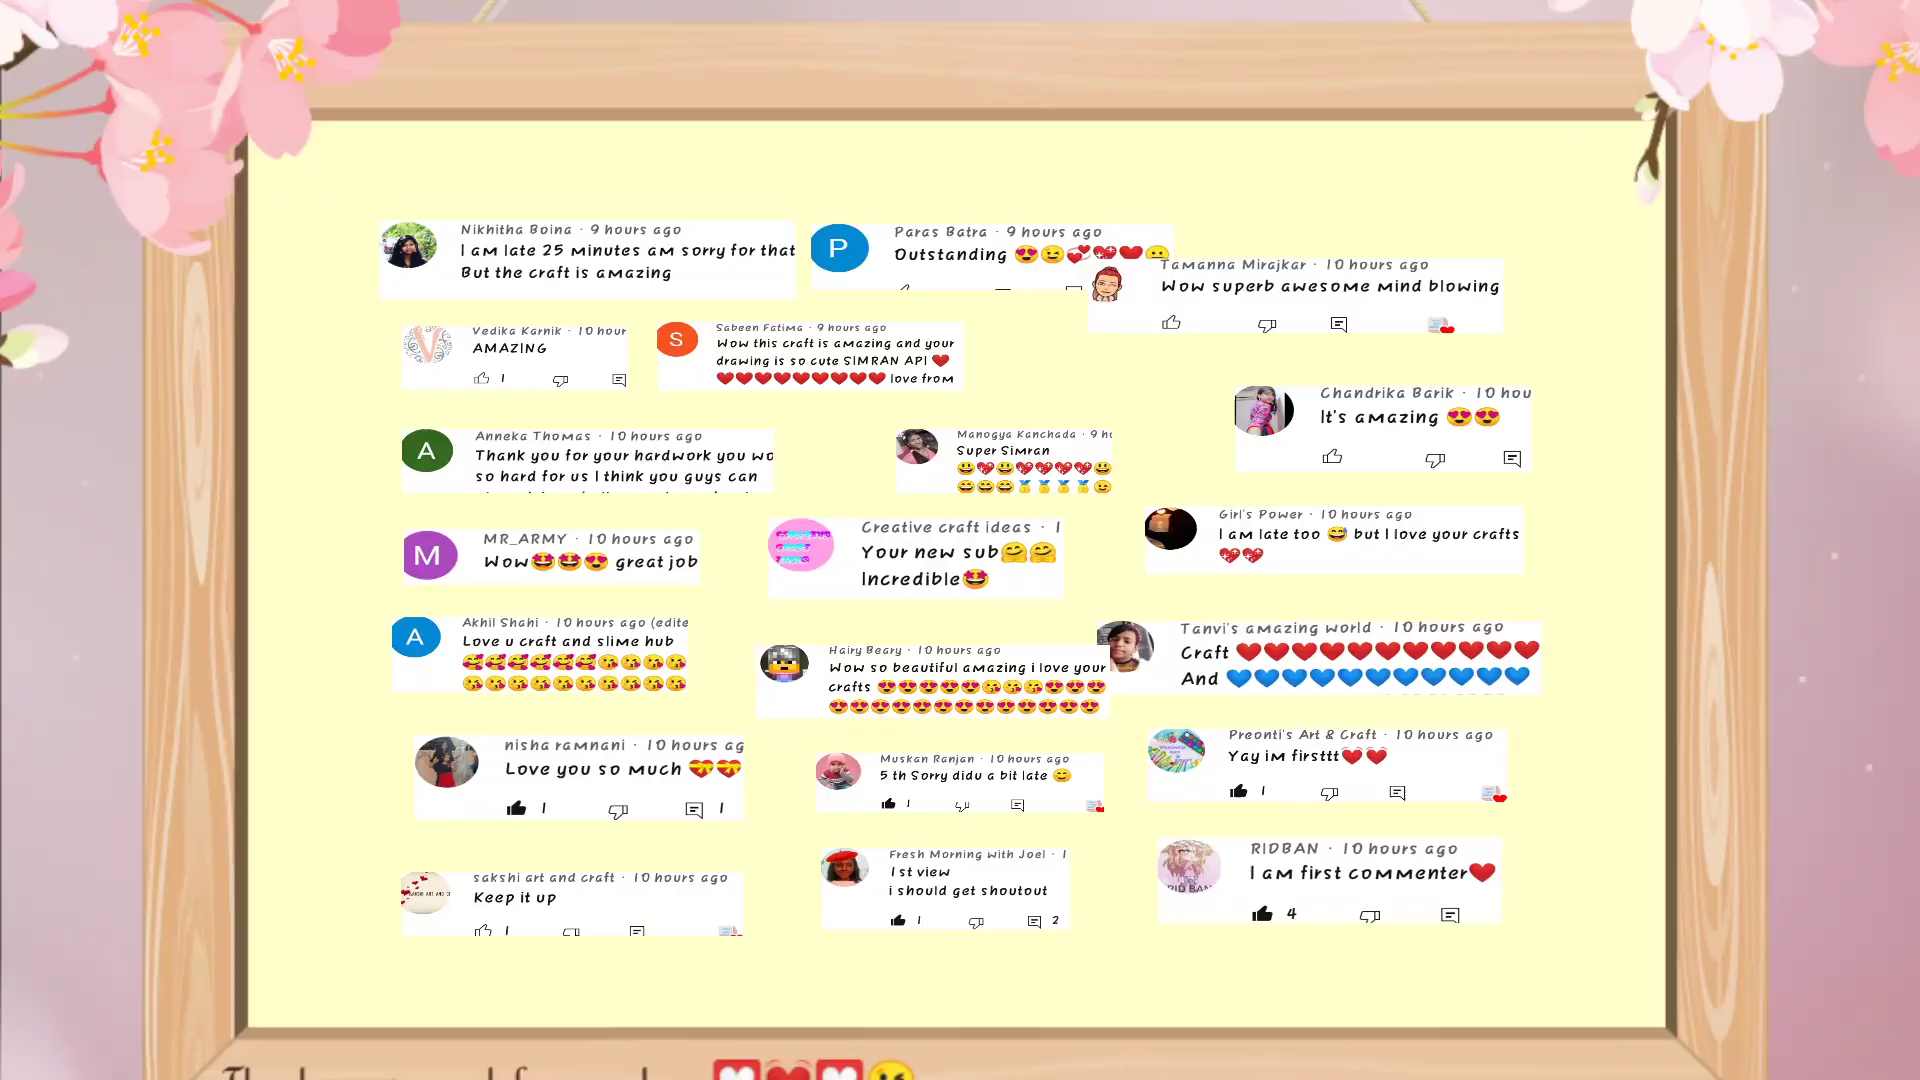 Nikhitha Boina · 9 hours ago
I am late 25 minutes am sorry for that
But the craft is amazing
P
Paras Batra · 9 hours ago
Outstanding 😍😉💞💖❤️😐
Tamanna Mirajkar · 10 hours ago
Wow superb awesome mind blowing
V
Vedika Karnik · 10 hour
AMAZING
1
S
Sabeen Fatima · 9 hours ago
Wow this craft is amazing and your
drawing is so cute SIMRAN API ❤️
❤️❤️❤️❤️❤️❤️❤️❤️❤️ love from
Chandrika Barik · 10 hou
It's amazing 😍😍
A
Anneka Thomas · 10 hours ago
Thank you for your hardwork you wo
so hard for us I think you guys can
Manogya Kanchada · 9 h
Super Simran
😃💖😃💖💖💖💖😃
😄😄😄🥇🥇🥇🥇😉
M
MR_ARMY · 10 hours ago
Wow🤩🤩😍 great job
Creative craft ideas · 1
Your new sub🤗🤗
Incredible🤩
Girl's Power · 10 hours ago
I am late too 😅 but I love your crafts
💖💖
A
Akhil Shahi · 10 hours ago (edite
Love u craft and slime hub
🥰🥰🥰🥰🥰🥰😘😘😘😘
😘😘😘😘😘😘😘😘😘😘
Hairy Beary · 10 hours ago
Wow so beautiful amazing i love your
crafts 😍😍😍😍😍😘😘😘😍😍😍
😍😍😍😍😍😍😍😍😍😍😍😍😍
Tanvi's amazing world · 10 hours ago
Craft ❤️❤️❤️❤️❤️❤️❤️❤️❤️❤️❤️
And 💙💙💙💙💙💙💙💙💙💙💙
nisha ramnani · 10 hours ag
Love you so much 💝💝
1 1
Muskan Ranjan · 10 hours ago
5 th Sorry didu a bit late 😊
1
Preonti's Art & Craft · 10 hours ago
Yay im firsttt💓💓
1
sakshi art and craft · 10 hours ago
Keep it up
1
Fresh Morning with Joel · 1
1 st view
i should get shoutout
1 2
RIDBAN · 10 hours ago
I am first commenter❤️
4